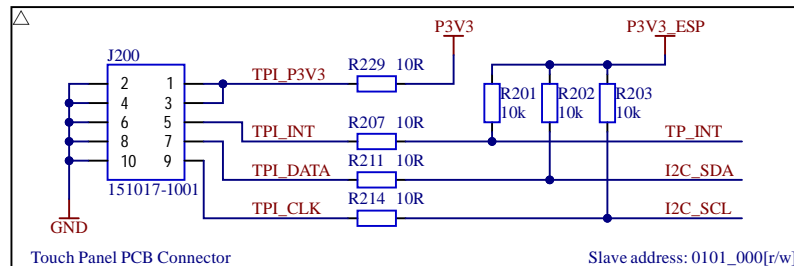 P3V3 P3V3_ESP
J200
R229 10R
TPI_P3V3
2 1
4 3
6 5
8 7
10 9
R201 R202 R203
10k 10k 10k
TPI_INT R207 10R TP_INT
TPI_DATA R211 10R I2C_SDA
TPI_CLK R214 10R I2C_SCL
151017-1001
GND
Touch Panel PCB Connector Slave address: 0101_000[r/w]